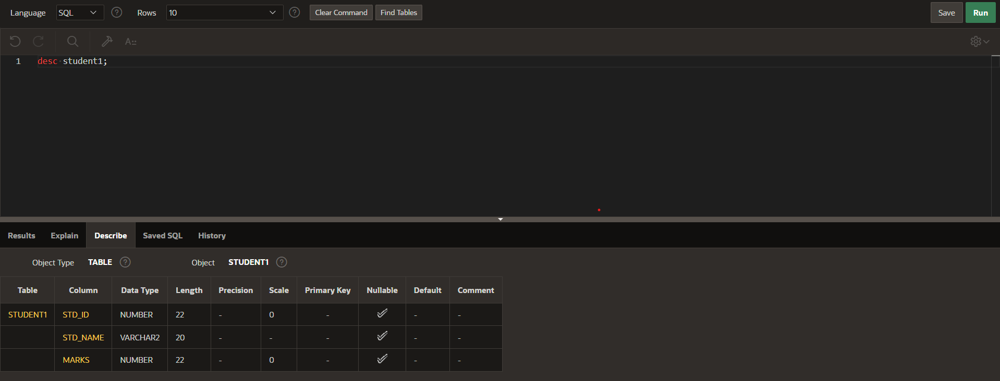 Language SQL Rows 10 Clear Command Find Tables Save Run
A
1 desc student1;
Results Explain Describe Saved SQL History
Object Type TABLE Object STUDENT1
Table Column Data Type Length Precision Scale Primary Key Nullable Default Comment
STUDENT1 STD_ID NUMBER 22 - 0 - - -
STD_NAME VARCHAR2 20 - - - - -
MARKS NUMBER 22 - 0 - - -